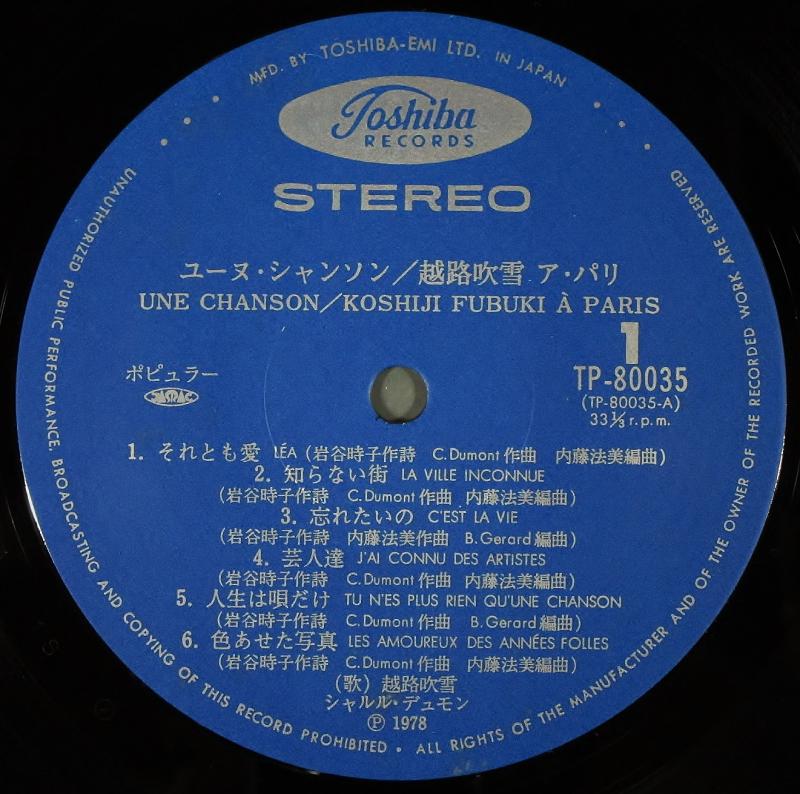 MFD. BY TOSHIBA-EMI LTD. IN JAPAN
Toshiba
RECORDS
STEREO
ユーヌ・シャンソン／越路吹雪 ア・パリ
UNE CHANSON/KOSHIJI FUBUKI À PARIS
1
ポピュラー
TP-80035
JASRAC
(TP-80035-A)
33⅓ r.p.m.
1. それとも愛 LÉA (岩谷時子作詩 C.Dumont 作曲 内藤法美編曲)
2. 知らない街 LA VILLE INCONNUE
(岩谷時子作詩 C.Dumont 作曲 内藤法美編曲)
3. 忘れたいの C'EST LA VIE
(岩谷時子作詩 内藤法美作曲 B.Gerard 編曲)
4. 芸人達 J'AI CONNU DES ARTISTES
(岩谷時子作詩 C.Dumont 作曲 内藤法美編曲)
5. 人生は唄だけ TU N'ES PLUS RIEN QU'UNE CHANSON
(岩谷時子作詩 C.Dumont 作曲 B.Gerard 編曲)
6. 色あせた写真 LES AMOUREUX DES ANNÉES FOLLES
(岩谷時子作詩 C.Dumont 作曲 内藤法美編曲)
(歌) 越路吹雪
シャルル・デュモン
Ⓟ 1978
UNAUTHORIZED PUBLIC PERFORMANCE, BROADCASTING AND COPYING OF THIS RECORD PROHIBITED • ALL RIGHTS OF THE MANUFACTURER AND OF THE OWNER OF THE RECORDED WORK ARE RESERVED